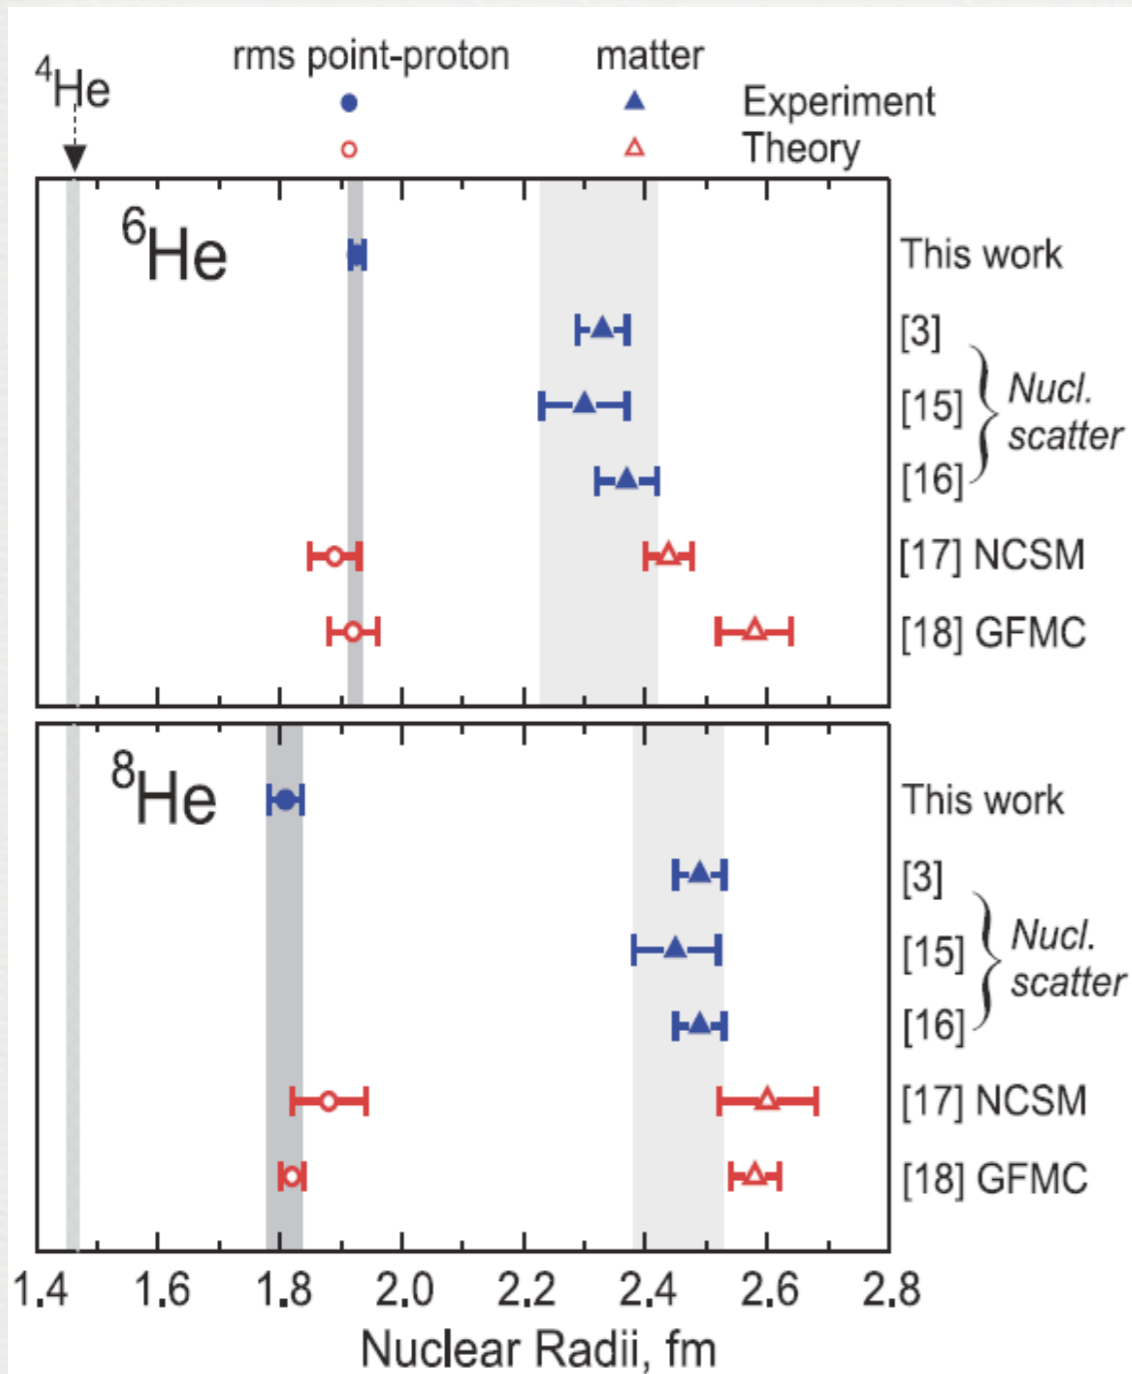 rms point-proton matter
⁴He
Experiment
Theory
⁶He
This work
[3]
[15]
[16]
Nucl.
scatter
[17] NCSM
[18] GFMC
⁸He
This work
[3]
[15]
[16]
Nucl.
scatter
[17] NCSM
[18] GFMC
1.4 1.6 1.8 2.0 2.2 2.4 2.6 2.8
Nuclear Radii, fm